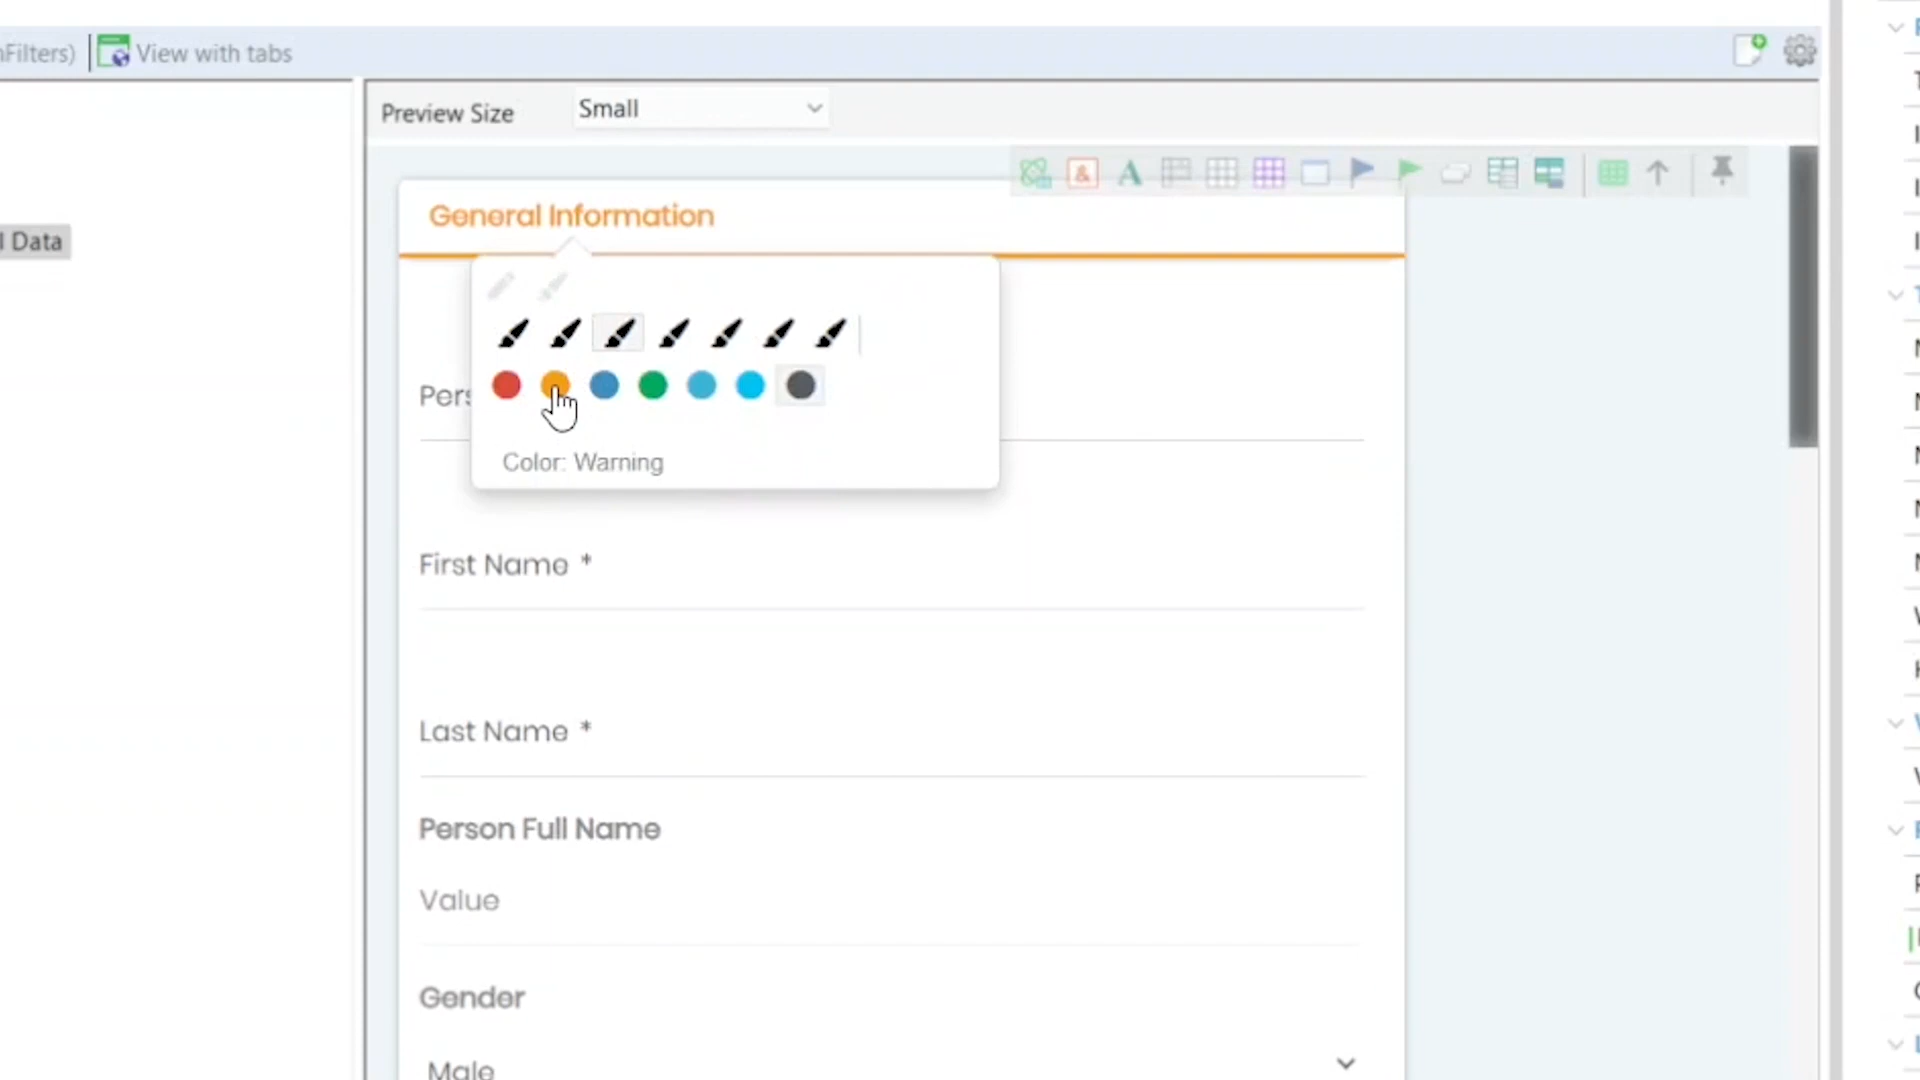 nFilters) View with tabs
Preview Size Small
l Data
General Information
Color: Warning
First Name *
Last Name *
Person Full Name
Value
Gender
Male